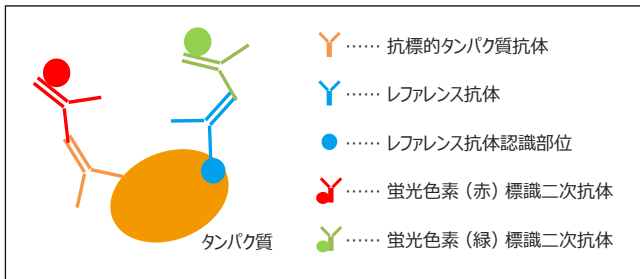 …… 抗標的タンパク質抗体
…… レファレンス抗体
…… レファレンス抗体認識部位
…… 蛍光色素 (赤) 標識二次抗体
…… 蛍光色素 (緑) 標識二次抗体
タンパク質